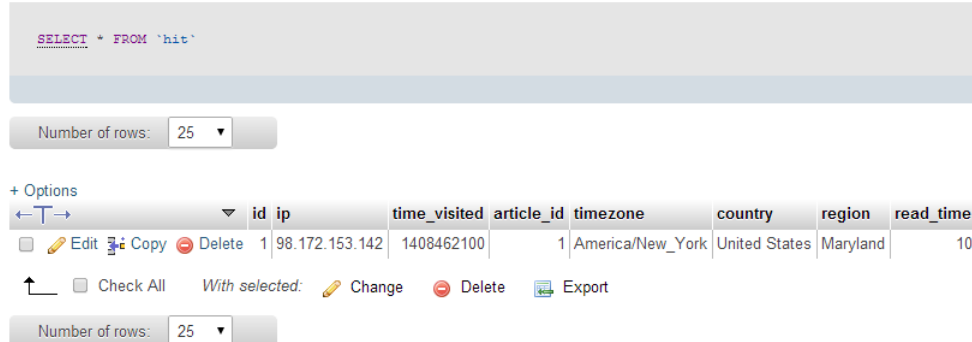 SELECT * FROM `hit`
Number of rows: 25
+ Options
id ip time_visited article_id timezone country region read_time
Edit Copy Delete 1 98.172.153.142 1408462100 1 America/New_York United States Maryland 10
Check All With selected: Change Delete Export
Number of rows: 25